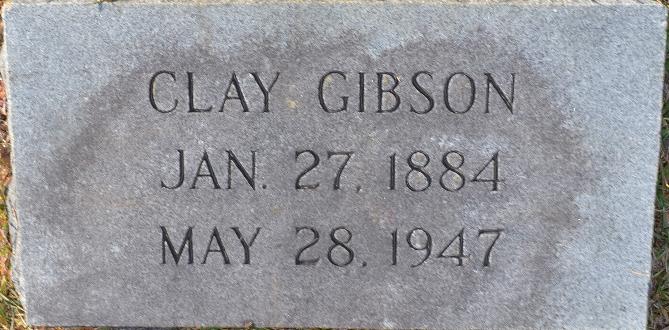 CLAY GIBSON
JAN. 27, 1884
MAY 28, 1947